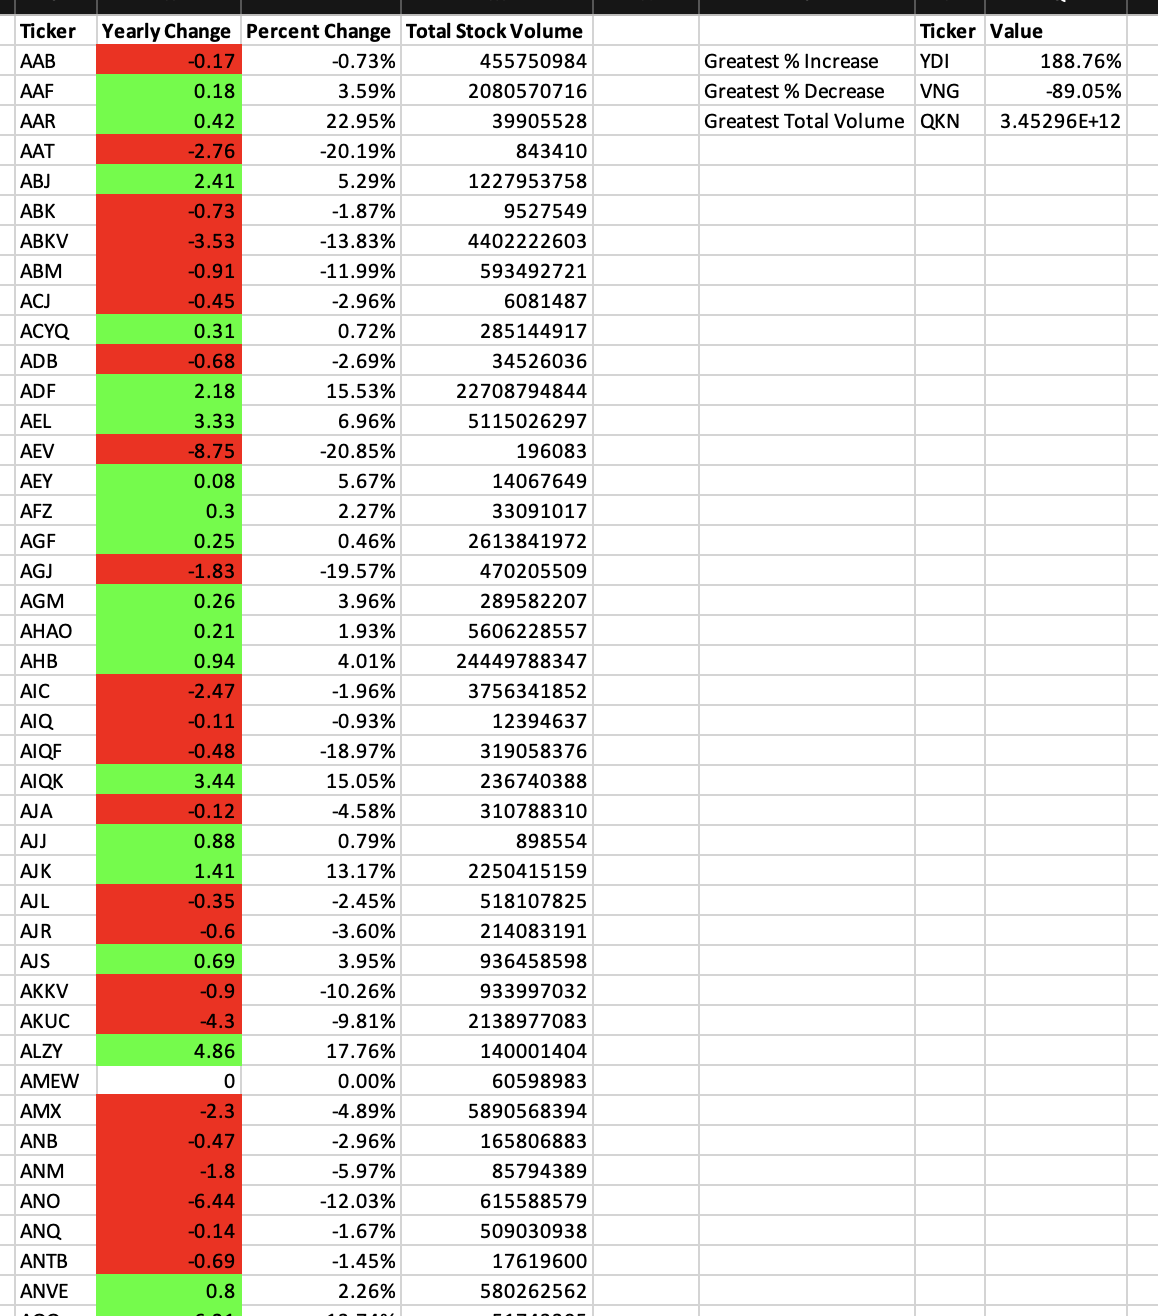 Ticker Yearly Change Percent Change Total Stock Volume Ticker Value
AAB -0.17 -0.73% 455750984 Greatest % Increase YDI 188.76%
AAF 0.18 3.59% 2080570716 Greatest % Decrease VNG -89.05%
AAR 0.42 22.95% 39905528 Greatest Total Volume QKN 3.45296E+12
AAT -2.76 -20.19% 843410
ABJ 2.41 5.29% 1227953758
ABK -0.73 -1.87% 9527549
ABKV -3.53 -13.83% 4402222603
ABM -0.91 -11.99% 593492721
ACJ -0.45 -2.96% 6081487
ACYQ 0.31 0.72% 285144917
ADB -0.68 -2.69% 34526036
ADF 2.18 15.53% 22708794844
AEL 3.33 6.96% 5115026297
AEV -8.75 -20.85% 196083
AEY 0.08 5.67% 14067649
AFZ 0.3 2.27% 33091017
AGF 0.25 0.46% 2613841972
AGJ -1.83 -19.57% 470205509
AGM 0.26 3.96% 289582207
AHAO 0.21 1.93% 5606228557
AHB 0.94 4.01% 24449788347
AIC -2.47 -1.96% 3756341852
AIQ -0.11 -0.93% 12394637
AIQF -0.48 -18.97% 319058376
AIQK 3.44 15.05% 236740388
AJA -0.12 -4.58% 310788310
AJJ 0.88 0.79% 898554
AJK 1.41 13.17% 2250415159
AJL -0.35 -2.45% 518107825
AJR -0.6 -3.60% 214083191
AJS 0.69 3.95% 936458598
AKKV -0.9 -10.26% 933997032
AKUC -4.3 -9.81% 2138977083
ALZY 4.86 17.76% 140001404
AMEW 0 0.00% 60598983
AMX -2.3 -4.89% 5890568394
ANB -0.47 -2.96% 165806883
ANM -1.8 -5.97% 85794389
ANO -6.44 -12.03% 615588579
ANQ -0.14 -1.67% 509030938
ANTB -0.69 -1.45% 17619600
ANVE 0.8 2.26% 580262562